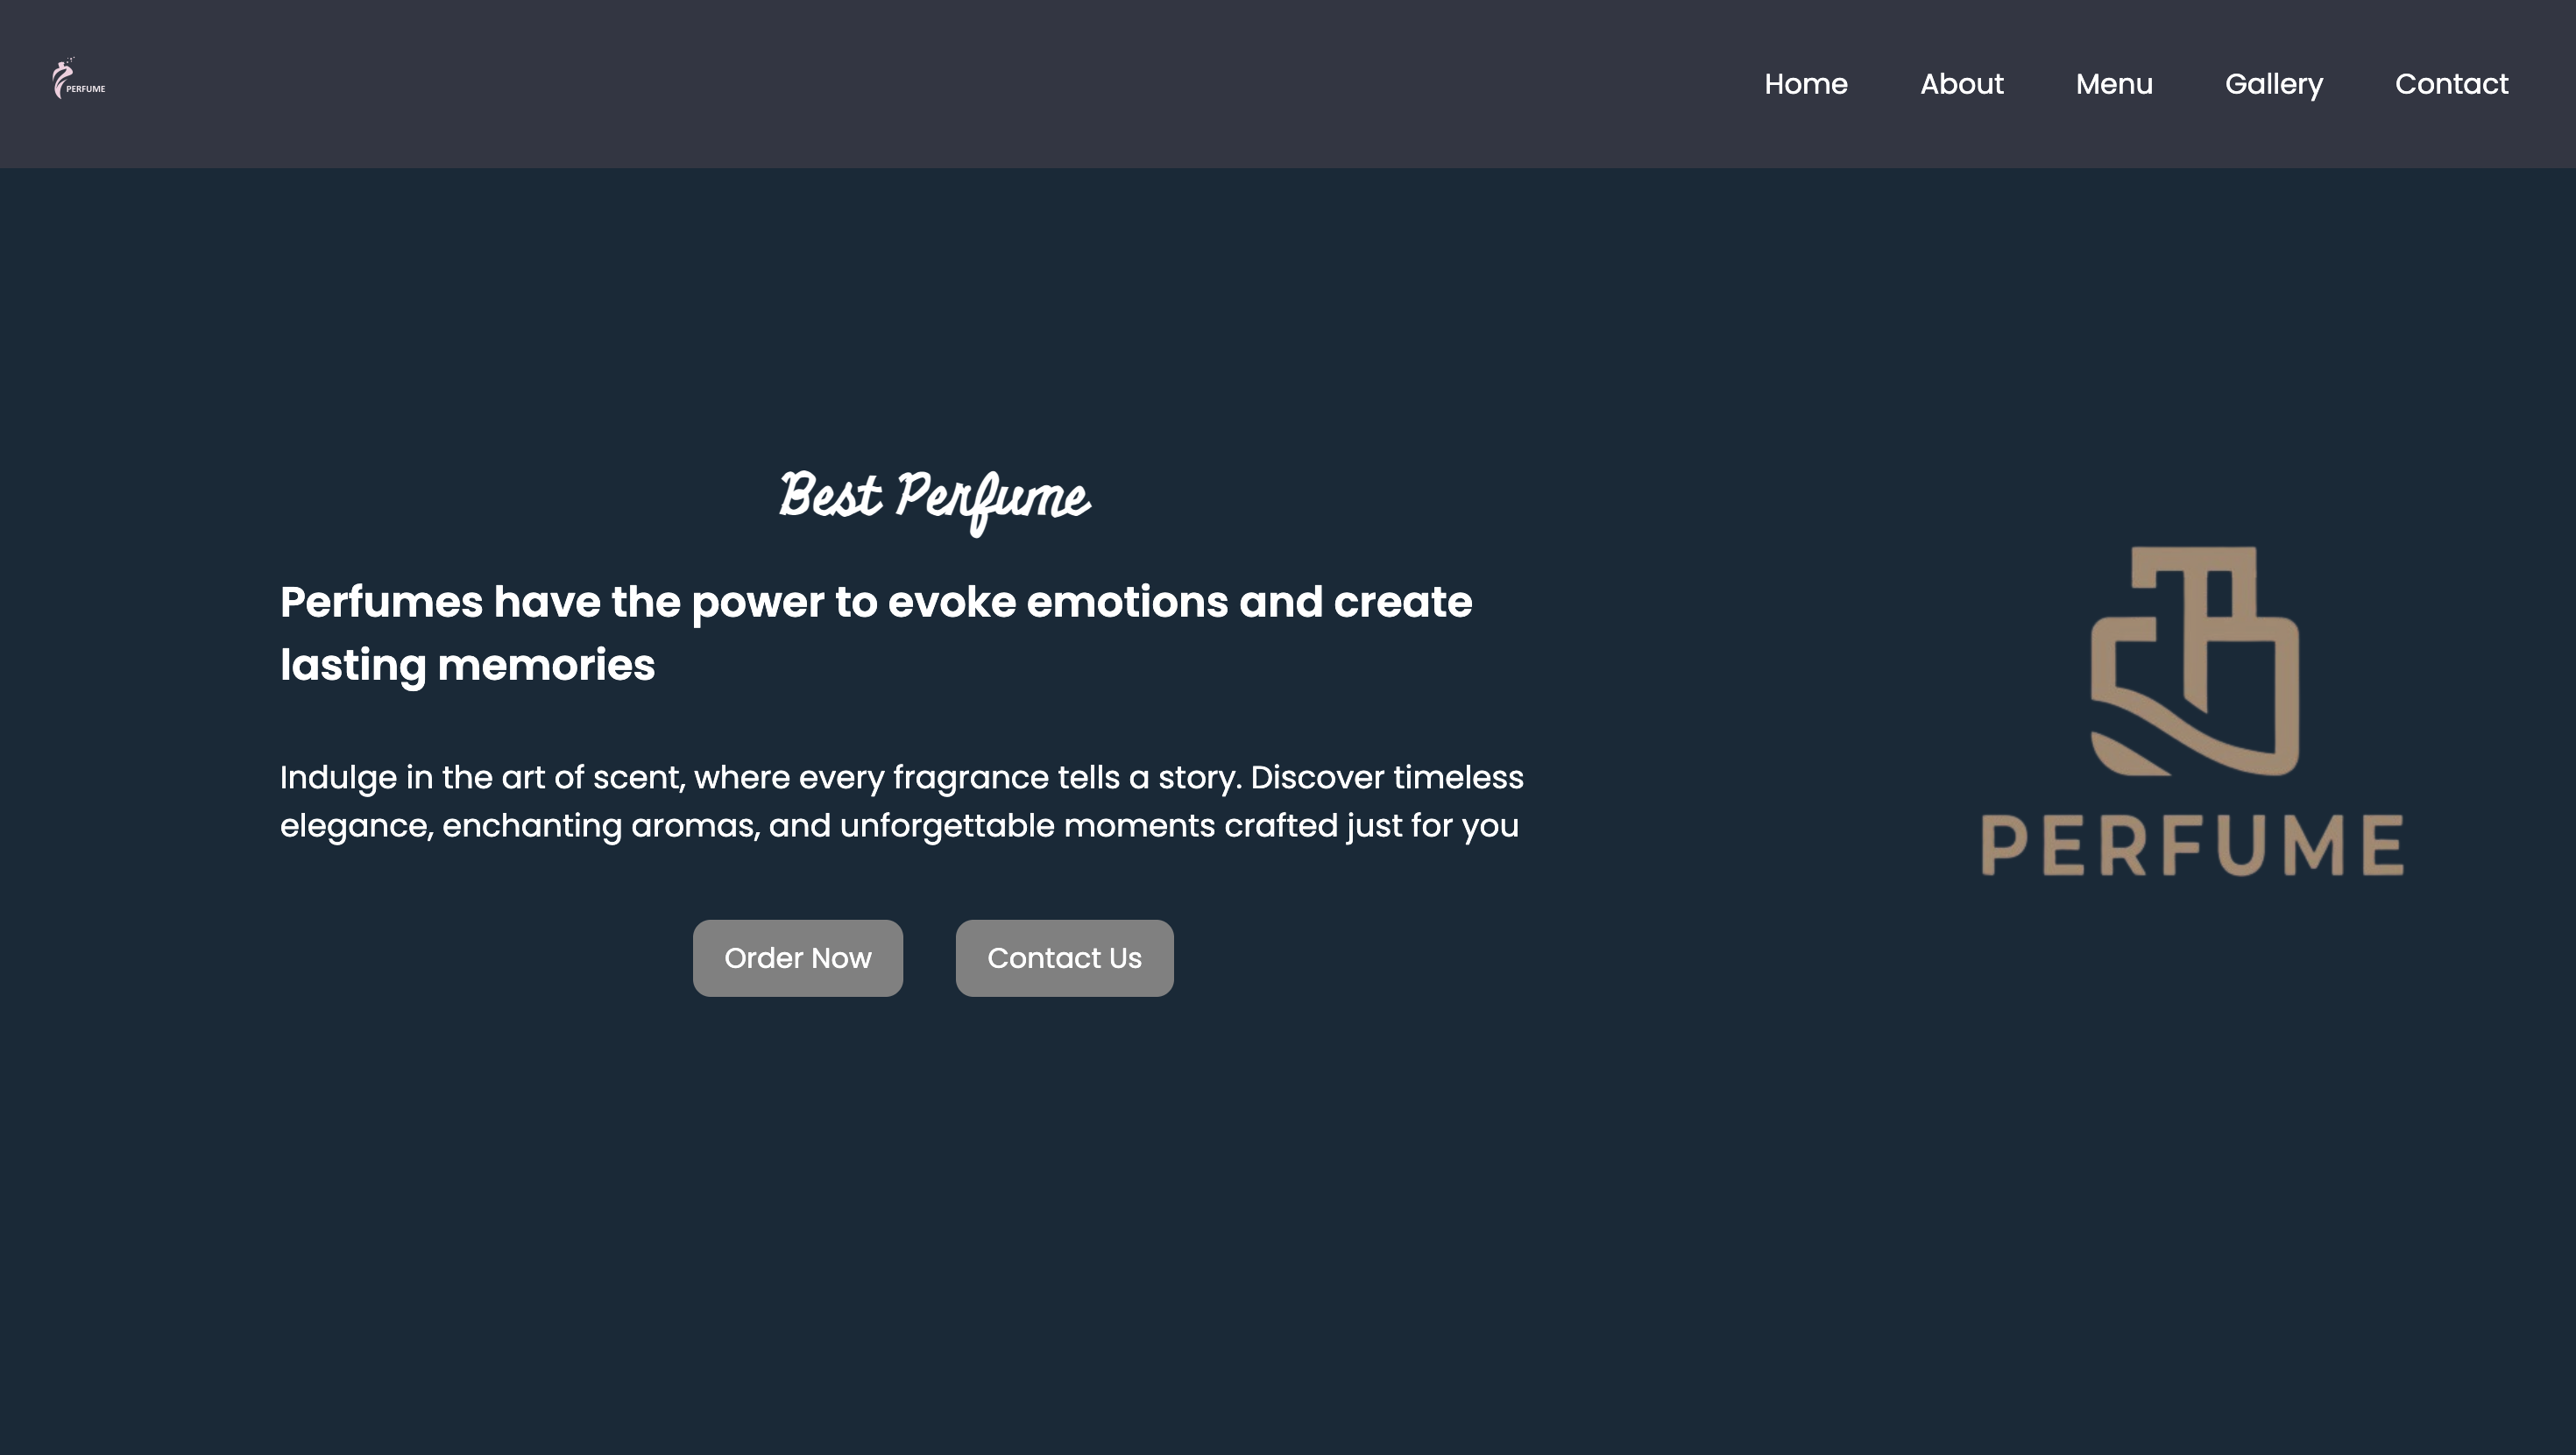 PERFUME
Home About Menu Gallery Contact
Best Perfume
Perfumes have the power to evoke emotions and create
lasting memories
Indulge in the art of scent, where every fragrance tells a story. Discover timeless
elegance, enchanting aromas, and unforgettable moments crafted just for you
Order Now Contact Us
PERFUME